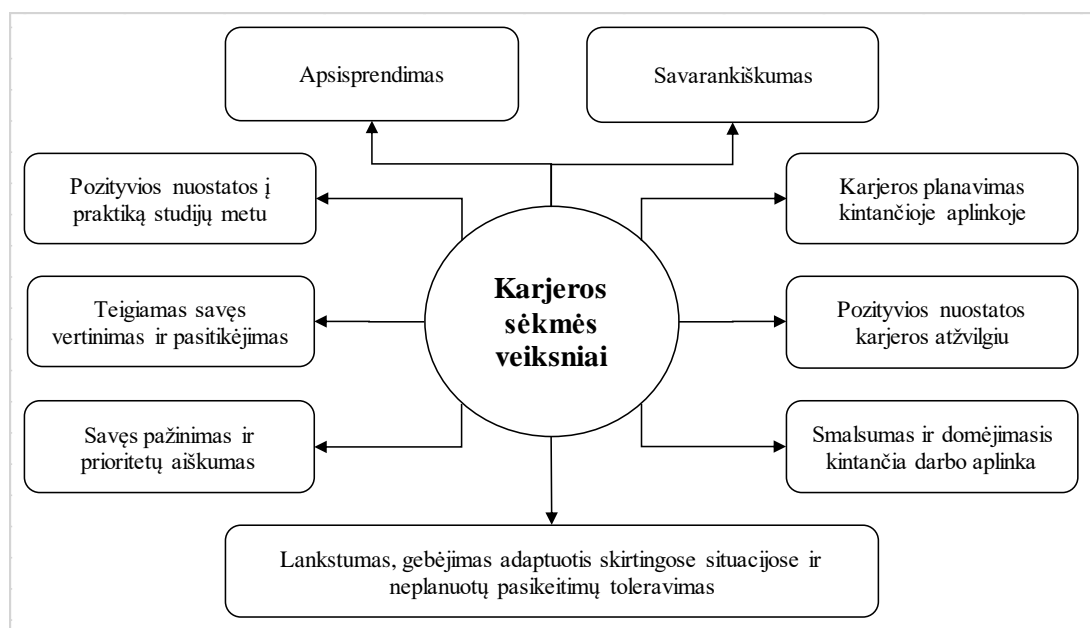 Apsisprendimas
Savarankiškumas
Pozityvios nuostatos į
praktiką studijų metu
Karjeros planavimas
kintančioje aplinkoje
Karjeros
sėkmės
veiksniai
Teigiamas savęs
vertinimas ir pasitikėjimas
Pozityvios nuostatos
karjeros atžvilgiu
Savęs pažinimas ir
prioritetų aiškumas
Smalsumas ir domėjimasis
kintančia darbo aplinka
Lankstumas, gebėjimas adaptuotis skirtingose situacijose ir
neplanuotų pasikeitimų toleravimas